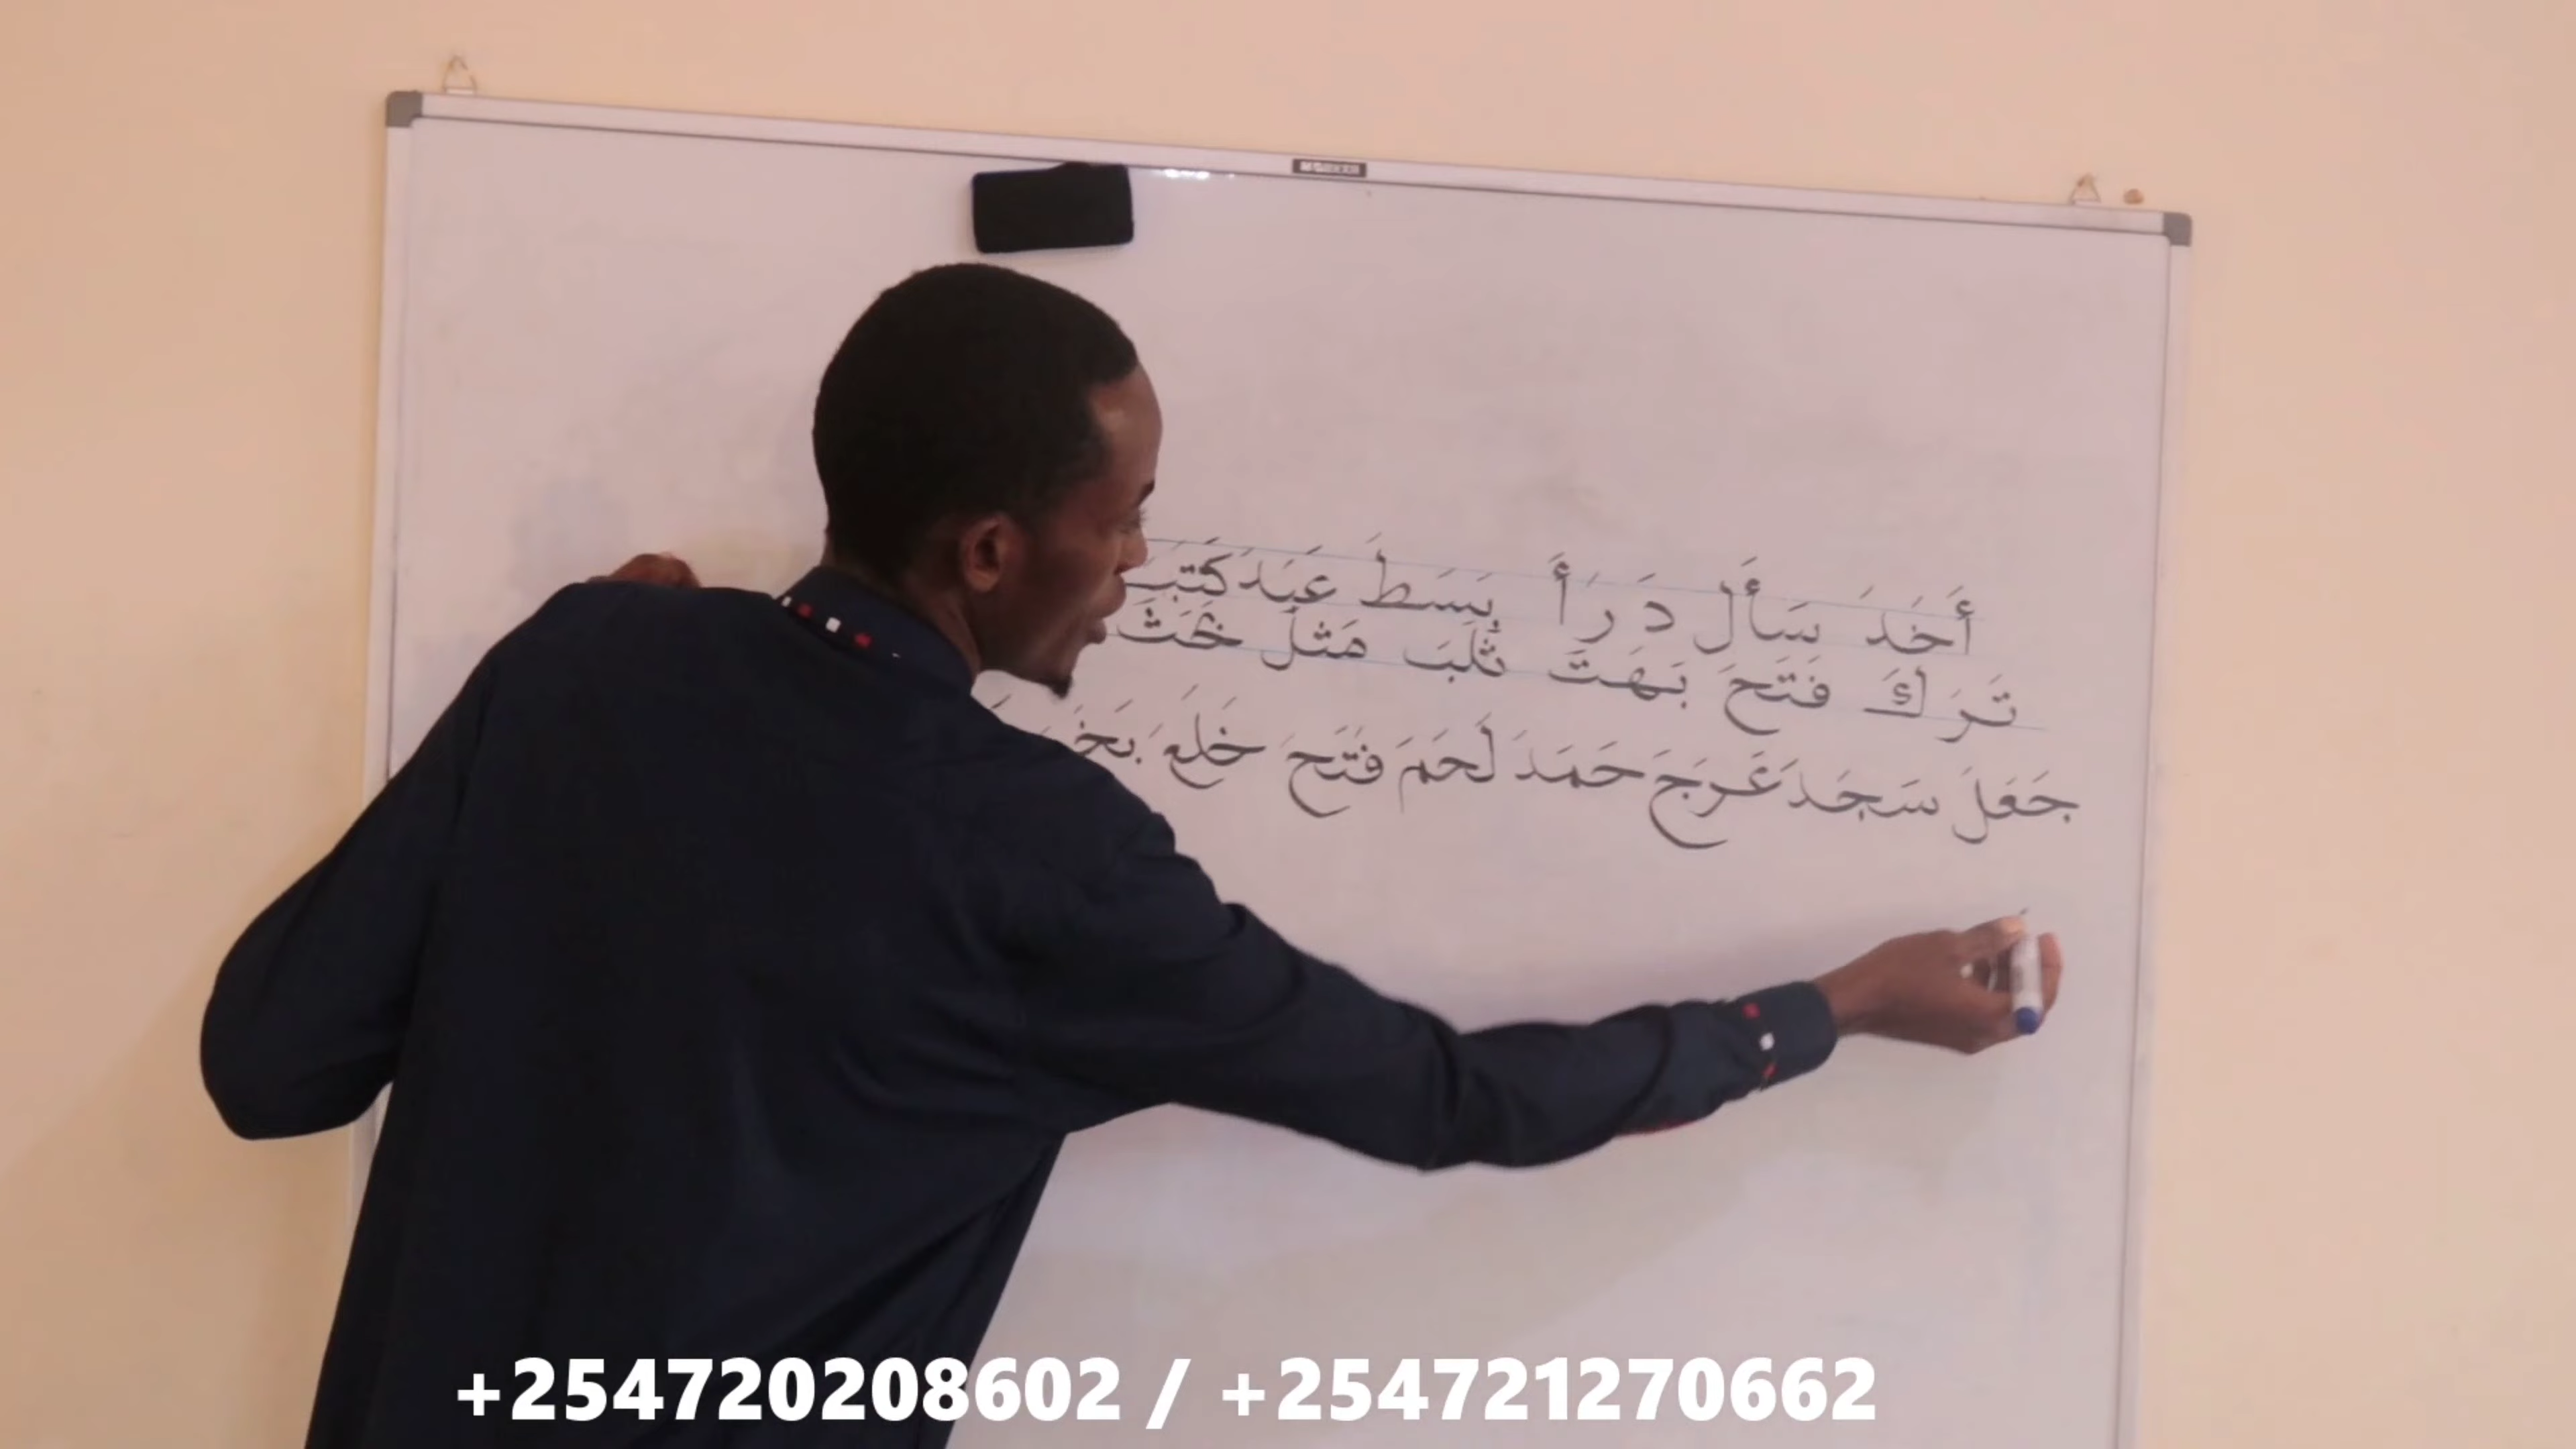 أَخَدَ سَأَلَ دَرَأَ بَسَطَ عَبَدَ كَتَبَ
تَرَكَ فَتَحَ بَهَتَ ثَلَبَ مَثَلَ
جَعَلَ سَجَدَ عَرَجَ حَمَدَ لَحَمَ فَتَحَ خَلَعَ
+254720208602 / +254721270662